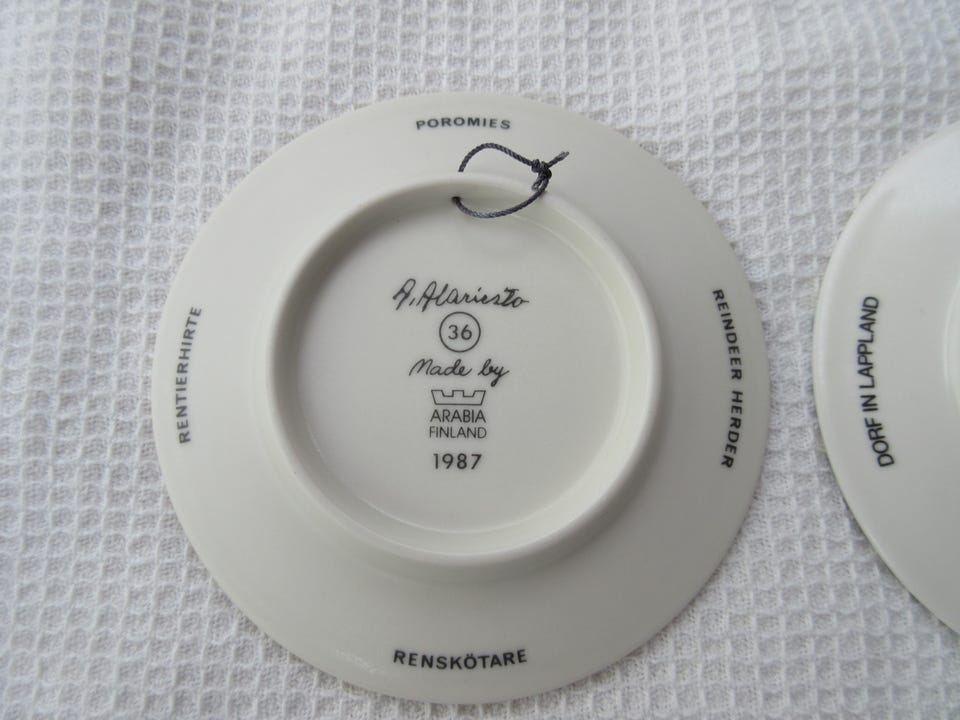 POROMIES
A. Alariesto
36
Made by
ARABIA
FINLAND
1987
RENTIERHIRTE
REINDEER HERDER
RENSKÖTARE
DORF IN LAPPLAND